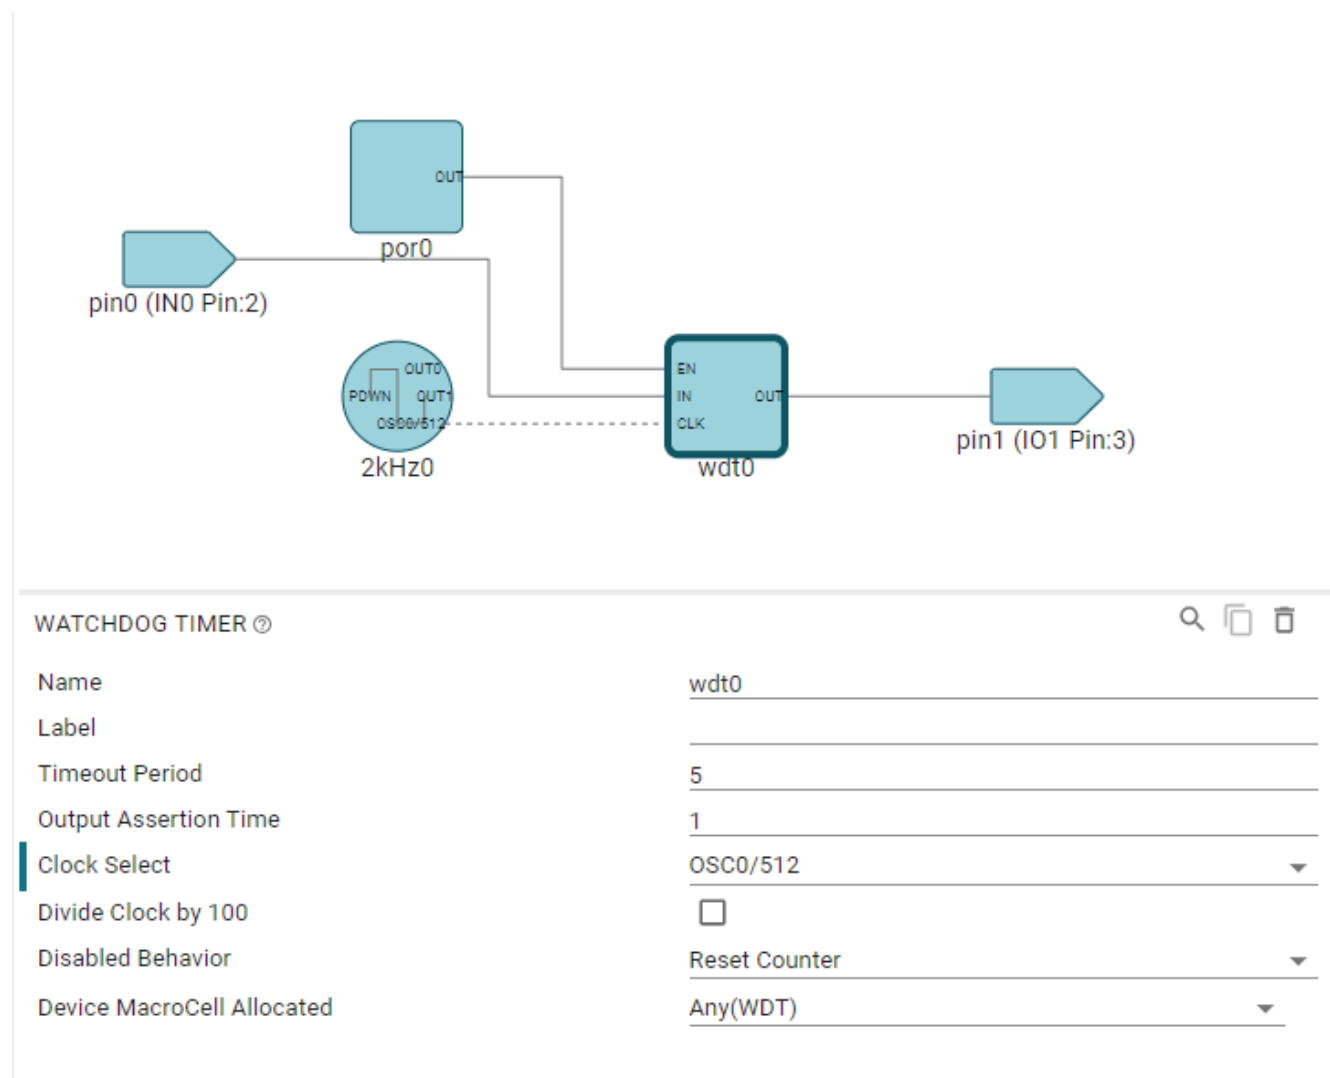 OUT
por0
pin0 (IN0 Pin:2)
OUT0
PDWN OUT1
OSC0/512
2kHz0
EN
IN OUT
CLK
wdt0
pin1 (IO1 Pin:3)
WATCHDOG TIMER
Name wdt0
Label
Timeout Period 5
Output Assertion Time 1
Clock Select OSC0/512
Divide Clock by 100
Disabled Behavior Reset Counter
Device MacroCell Allocated Any(WDT)